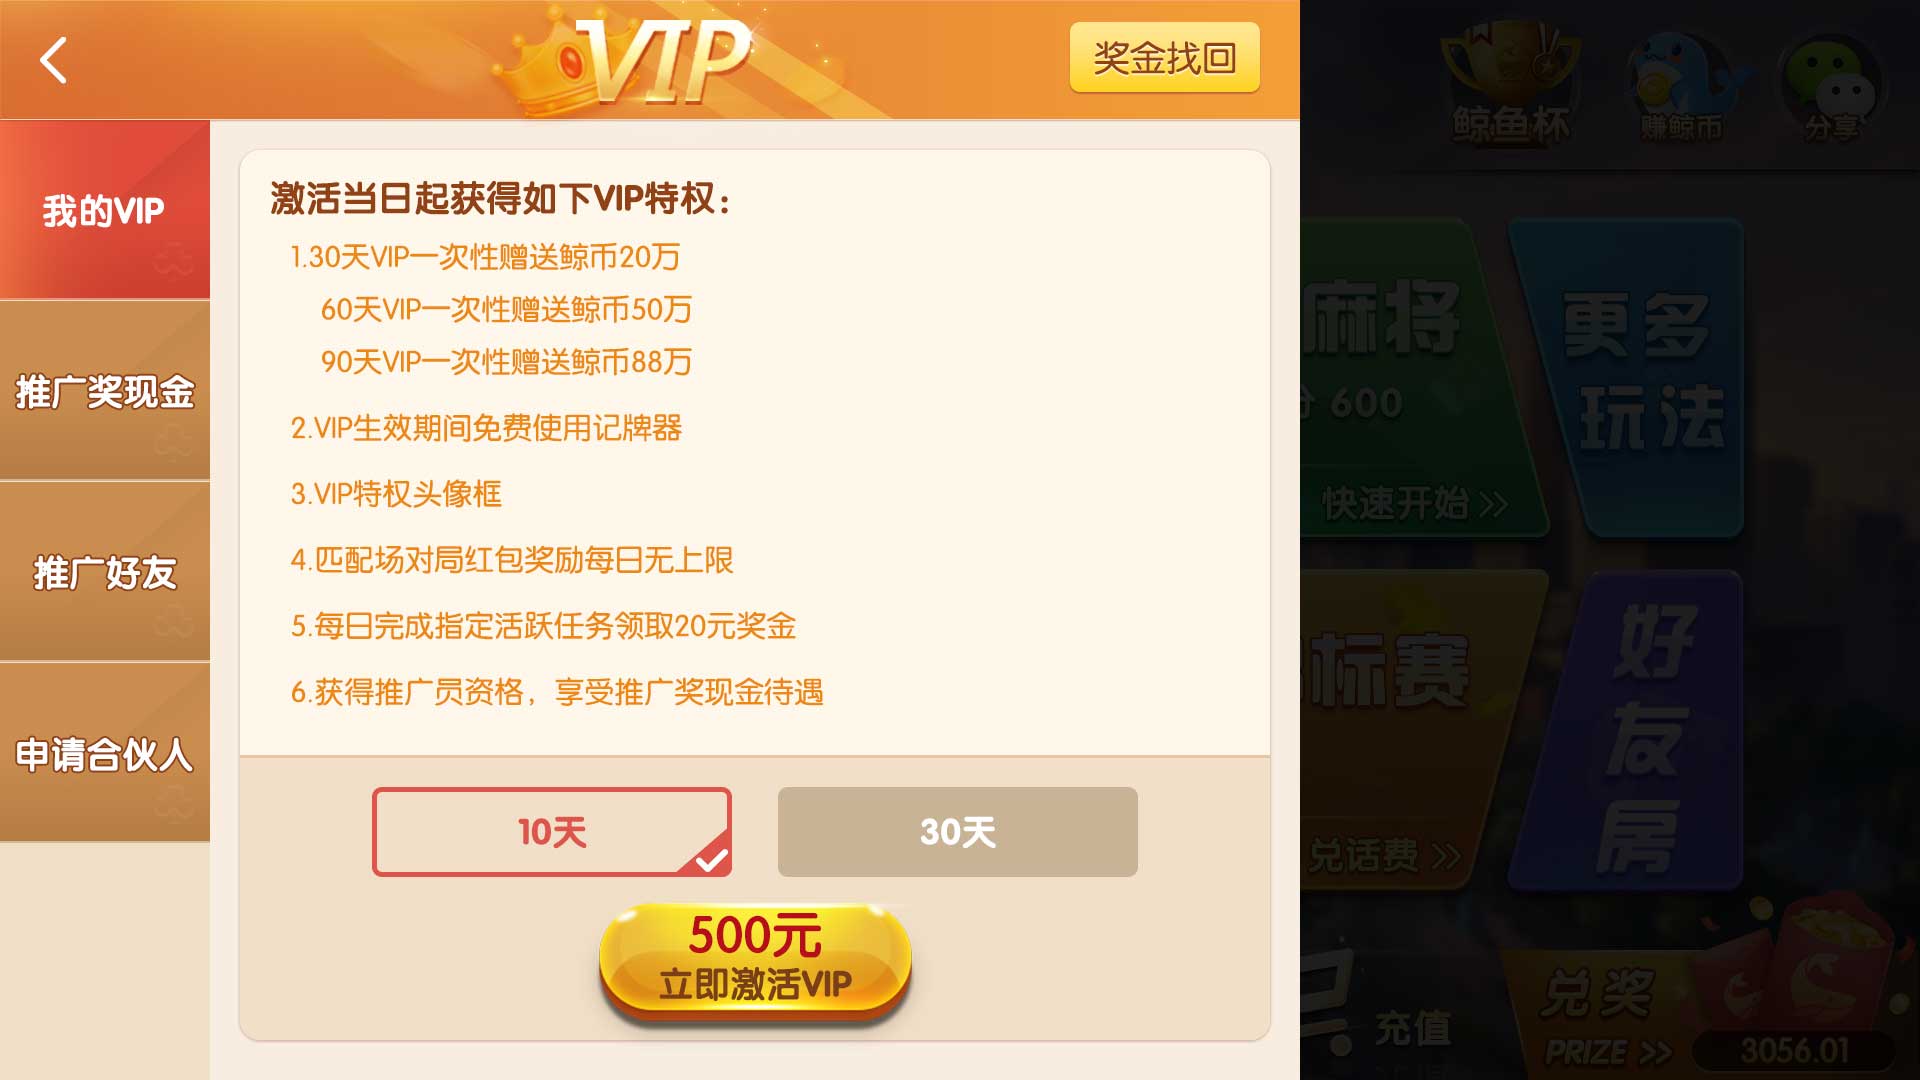 VIP
奖金找回
我的VIP
推广奖现金
推广好友
申请合伙人
激活当日起获得如下VIP特权：
1.30天VIP一次性赠送鲸币20万
60天VIP一次性赠送鲸币50万
90天VIP一次性赠送鲸币88万
2.VIP生效期间免费使用记牌器
3.VIP特权头像框
4.匹配场对局红包奖励每日无上限
5.每日完成指定活跃任务领取20元奖金
6.获得推广员资格，享受推广奖现金待遇
10天
30天
500元
立即激活VIP
鲸鱼杯
赚鲸币
分享
麻将
600
快速开始
更多
玩法
标赛
兑话费
好
友
房
充值
兑奖
PRIZE >>
3056.01